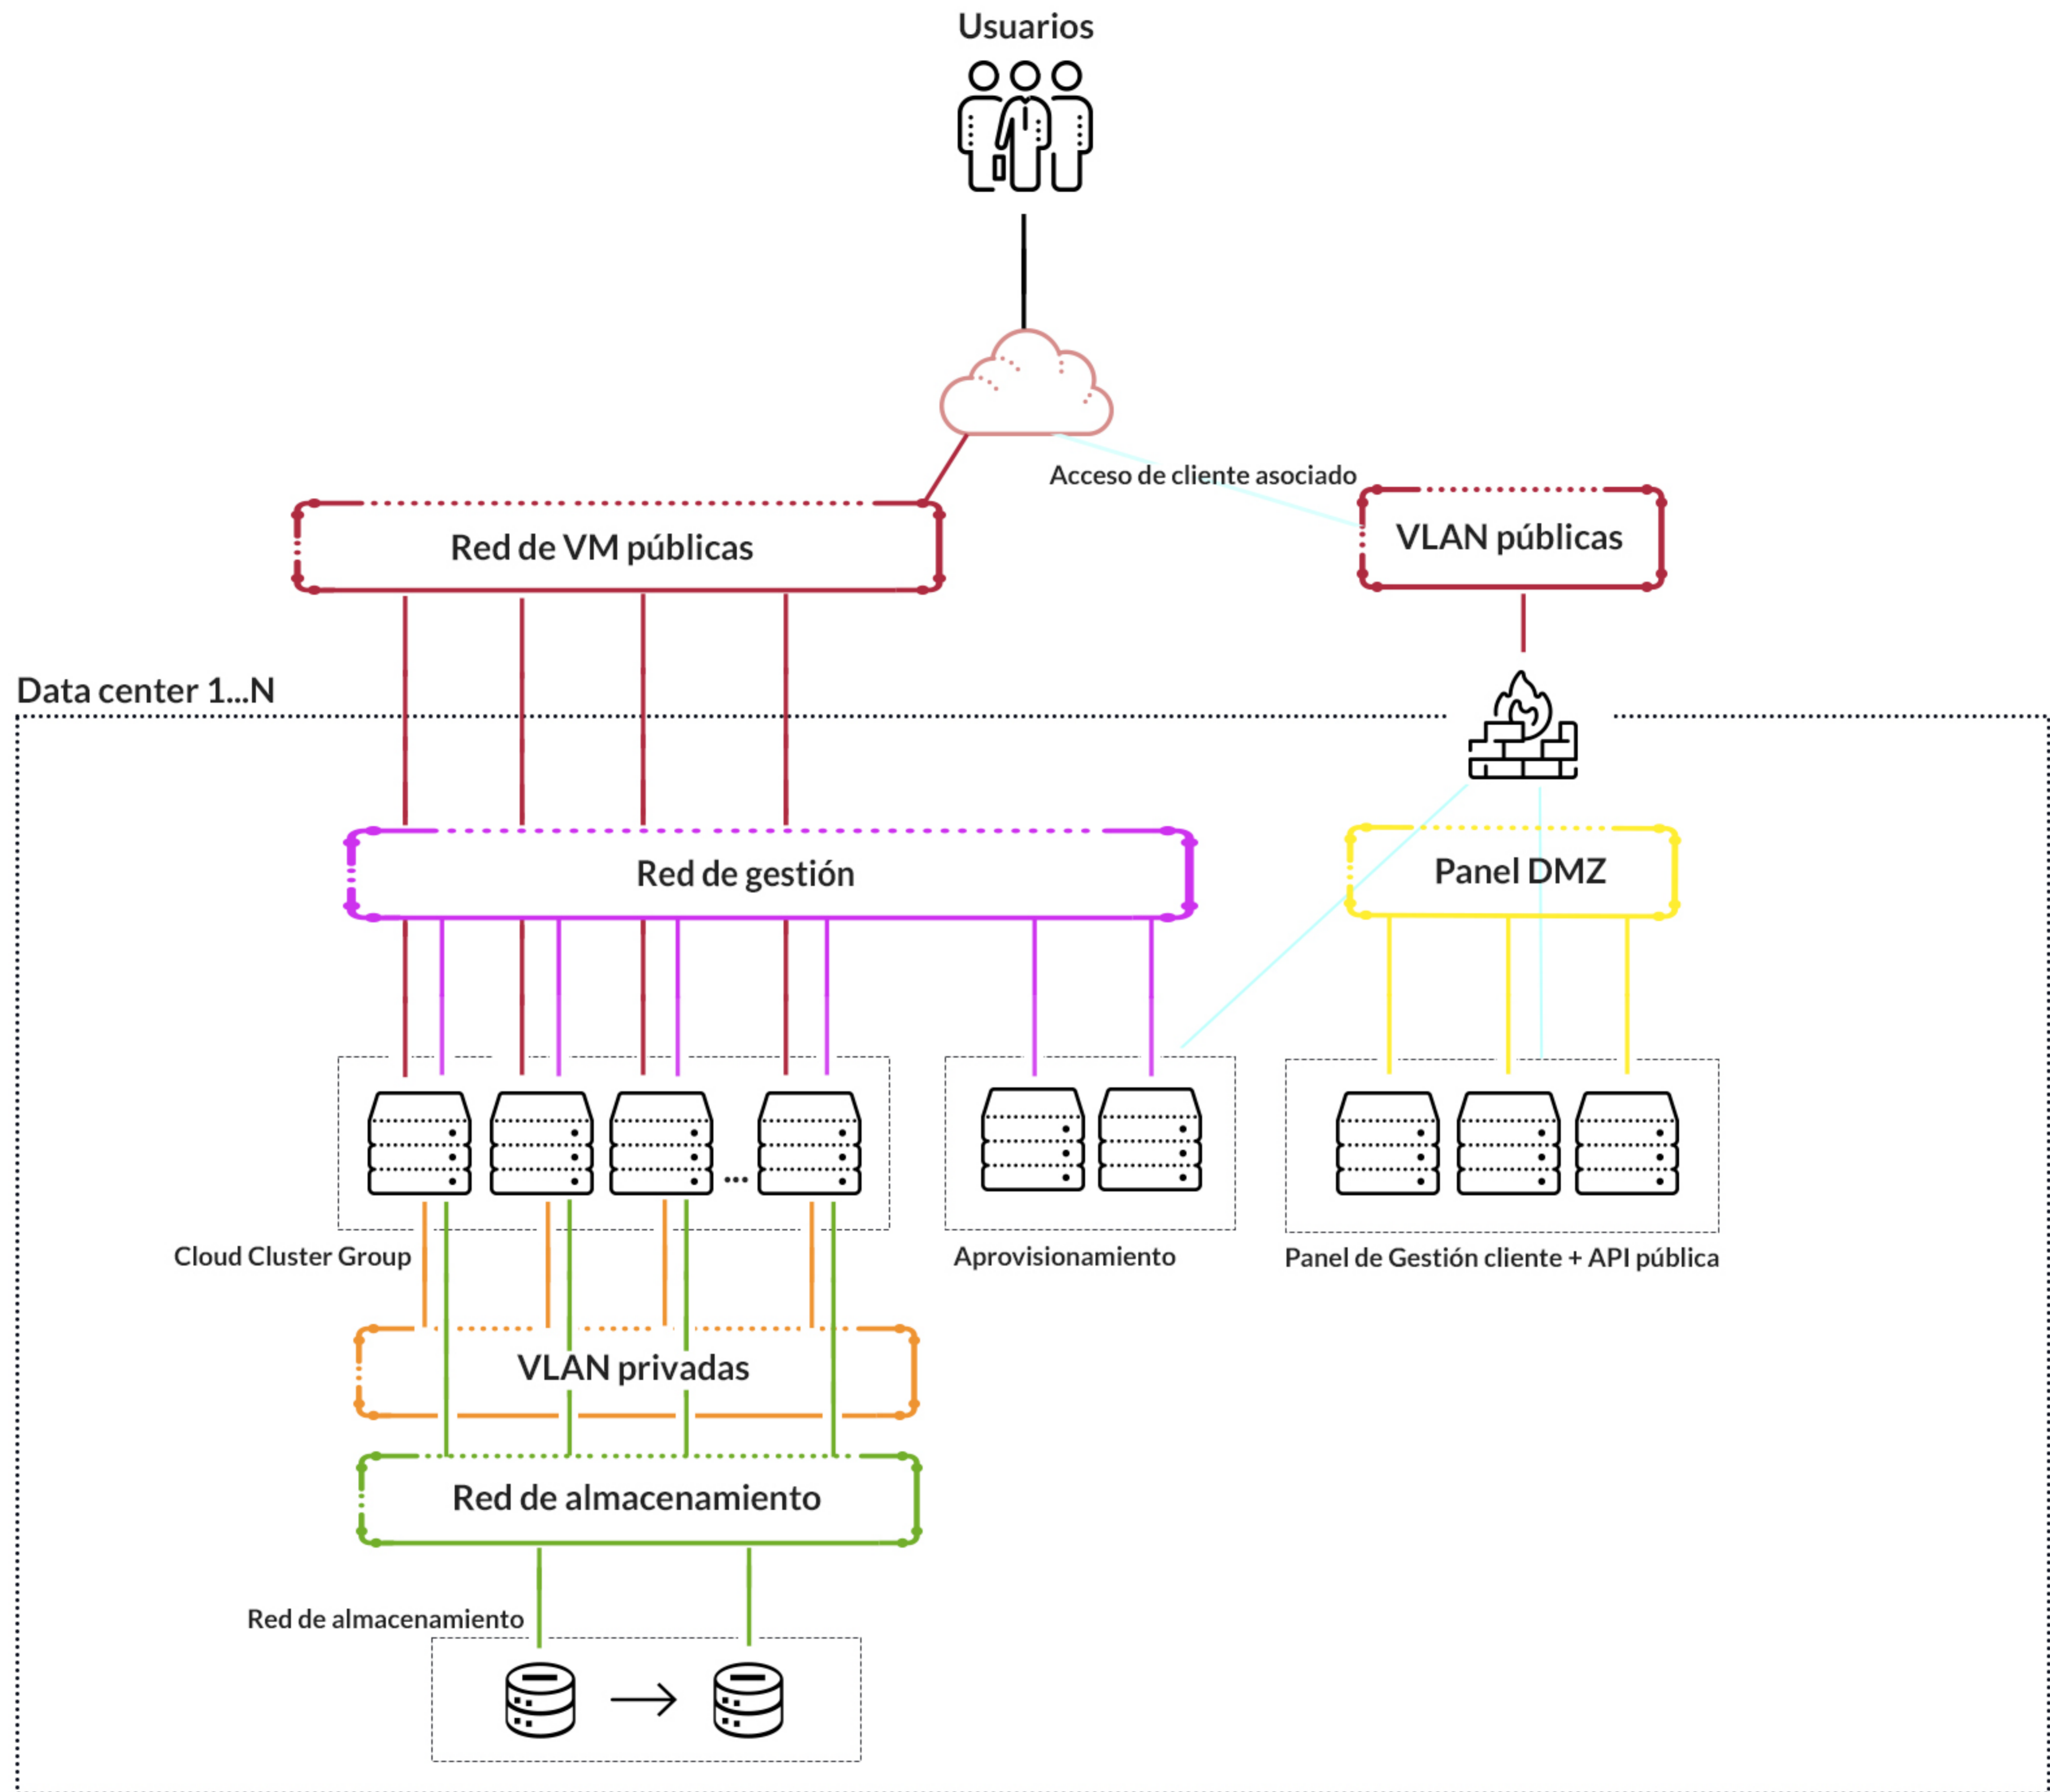 Usuarios
Acceso de cliente asociado
Red de VM públicas
VLAN públicas
Data center 1...N
Red de gestión
Panel DMZ
...
Cloud Cluster Group
Aprovisionamiento
Panel de Gestión cliente + API pública
VLAN privadas
Red de almacenamiento
Red de almacenamiento